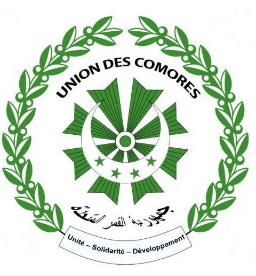 UNION DES COMORES
جمهورية القمر المتحدة
Unité – Solidarité – Développement